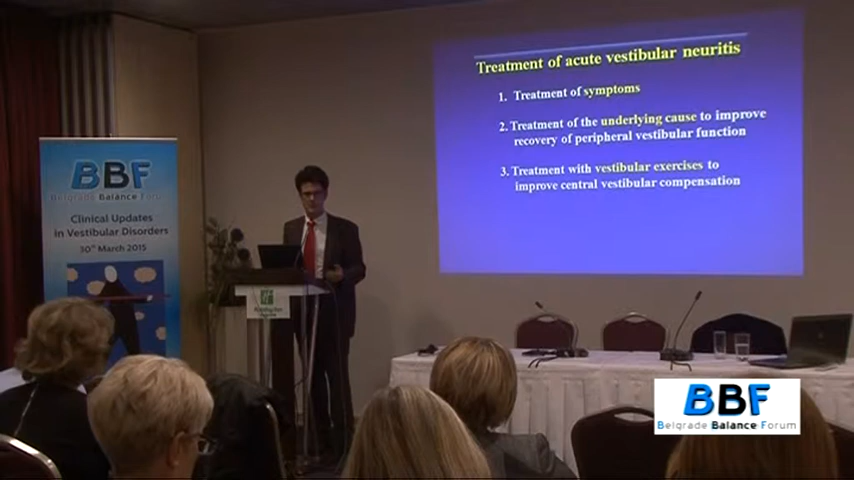 Treatment of acute vestibular neuritis
1. Treatment of symptoms
2. Treatment of the underlying cause to improve
recovery of peripheral vestibular function
3. Treatment with vestibular exercises to
improve central vestibular compensation
BBF
Belgrade Balance Forum
Clinical Updates
in Vestibular Disorders
30th March 2015
BBF
Belgrade Balance Forum